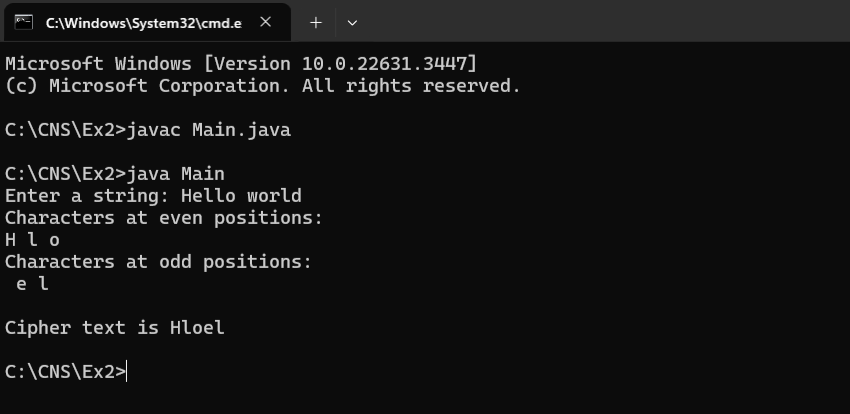 C:\Windows\System32\cmd.e
Microsoft Windows [Version 10.0.22631.3447]
(c) Microsoft Corporation. All rights reserved.
C:\CNS\Ex2>javac Main.java
C:\CNS\Ex2>java Main
Enter a string: Hello world
Characters at even positions:
H l o
Characters at odd positions:
 e l
Cipher text is Hloel
C:\CNS\Ex2>